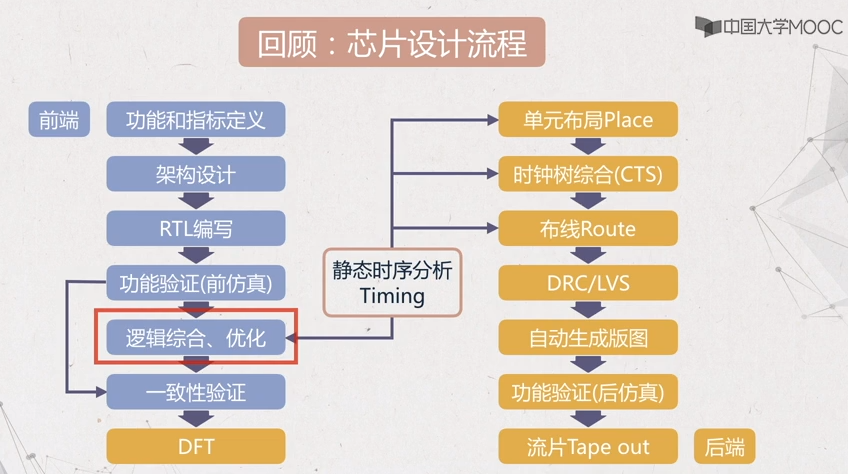 回顾：芯片设计流程
中国大学MOOC
前端
功能和指标定义
架构设计
RTL编写
功能验证(前仿真)
逻辑综合、优化
一致性验证
DFT
静态时序分析
Timing
单元布局Place
时钟树综合(CTS)
布线Route
DRC/LVS
自动生成版图
功能验证(后仿真)
流片Tape out
后端